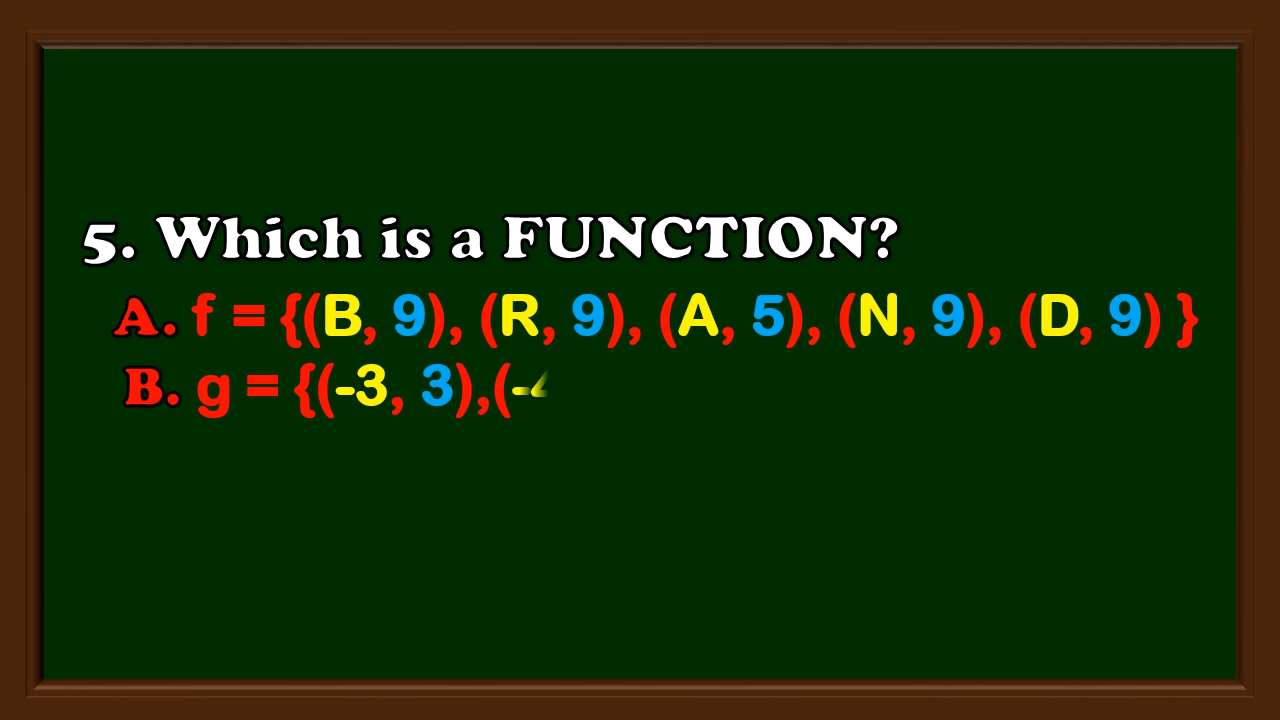 5. Which is a FUNCTION?
A. f = {(B, 9), (R, 9), (A, 5), (N, 9), (D, 9) }
B. g = {(-3, 3),(-